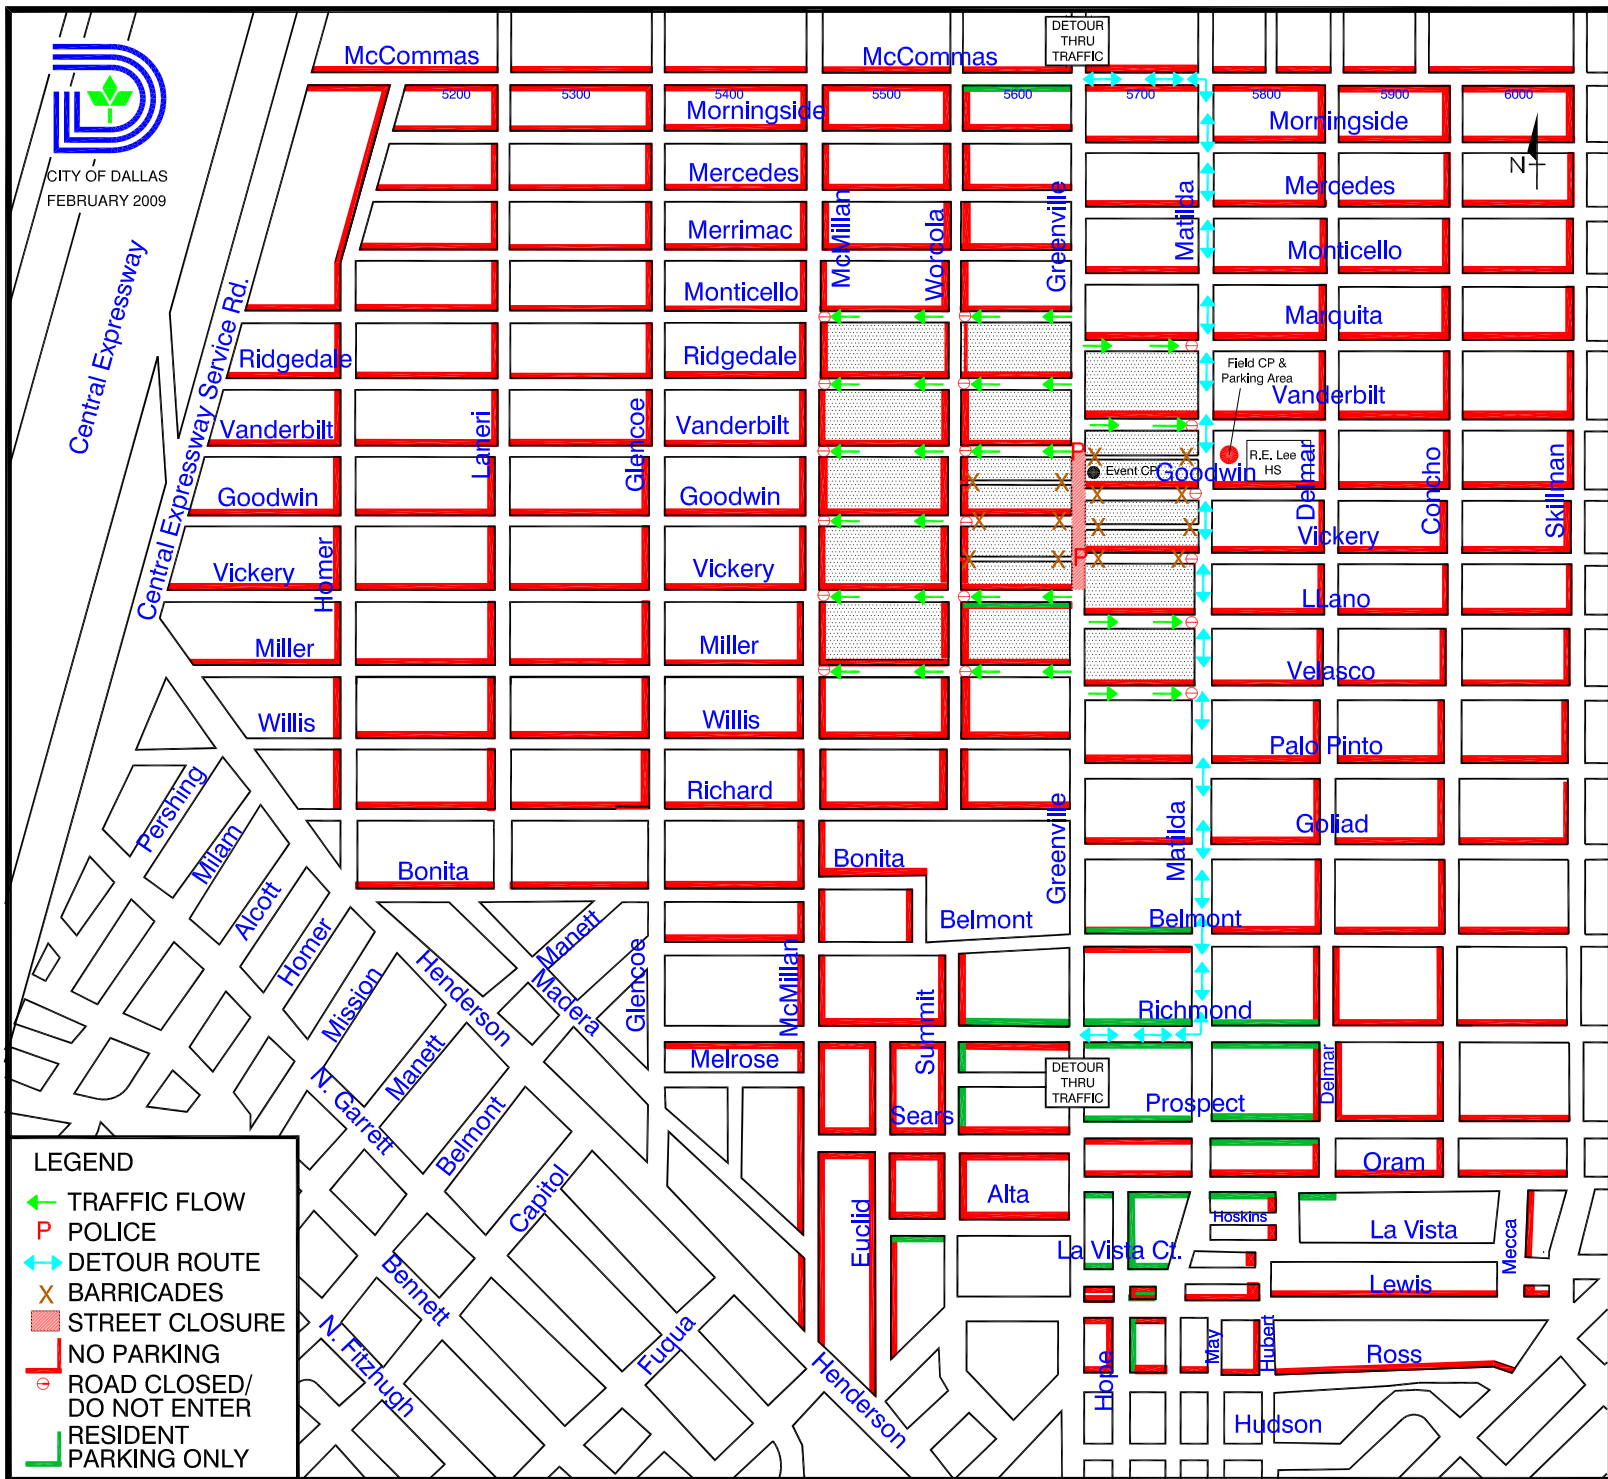 DETOUR
THRU
TRAFFIC
McCommas
McCommas
5200
5300
5400
5500
5600
5700
5800
5900
6000
Morningside
Morningside
CITY OF DALLAS
FEBRUARY 2009
N
Mercedes
Mercedes
Merrimac
McMillan
Worcola
Greenville
Matilda
Monticello
Monticello
Central Expressway
Central Expressway Service Rd.
Marquita
Ridgedale
Ridgedale
Field CP &
Parking Area
Vanderbilt
Vanderbilt
Vanderbilt
Laneri
Glencoe
P
Event CP
Goodwin
R.E. Lee
HS
Delmar
Concho
Skillman
Goodwin
Goodwin
Vickery
P
Vickery
Vickery
Homer
LLano
Miller
Miller
Velasco
Willis
Willis
Palo Pinto
Pershing
Richard
Milam
Greenville
Matilda
Goliad
Bonita
Bonita
Alcott
Belmont
Belmont
Homer
Manett
Henderson
Madera
Glencoe
McMillan
Mission
Summit
Richmond
Melrose
Manett
DETOUR
THRU
TRAFFIC
Delmar
N. Garrett
Sears
Prospect
Belmont
LEGEND
TRAFFIC FLOW
P POLICE
DETOUR ROUTE
X BARRICADES
STREET CLOSURE
NO PARKING
ROAD CLOSED/
DO NOT ENTER
RESIDENT
PARKING ONLY
Oram
Capitol
Alta
Hoskins
La Vista
Euclid
La Vista Ct.
Mecca
Bennett
Lewis
N. Fitzhugh
Fuqua
Henderson
Hope
May
Hubert
Ross
Hudson